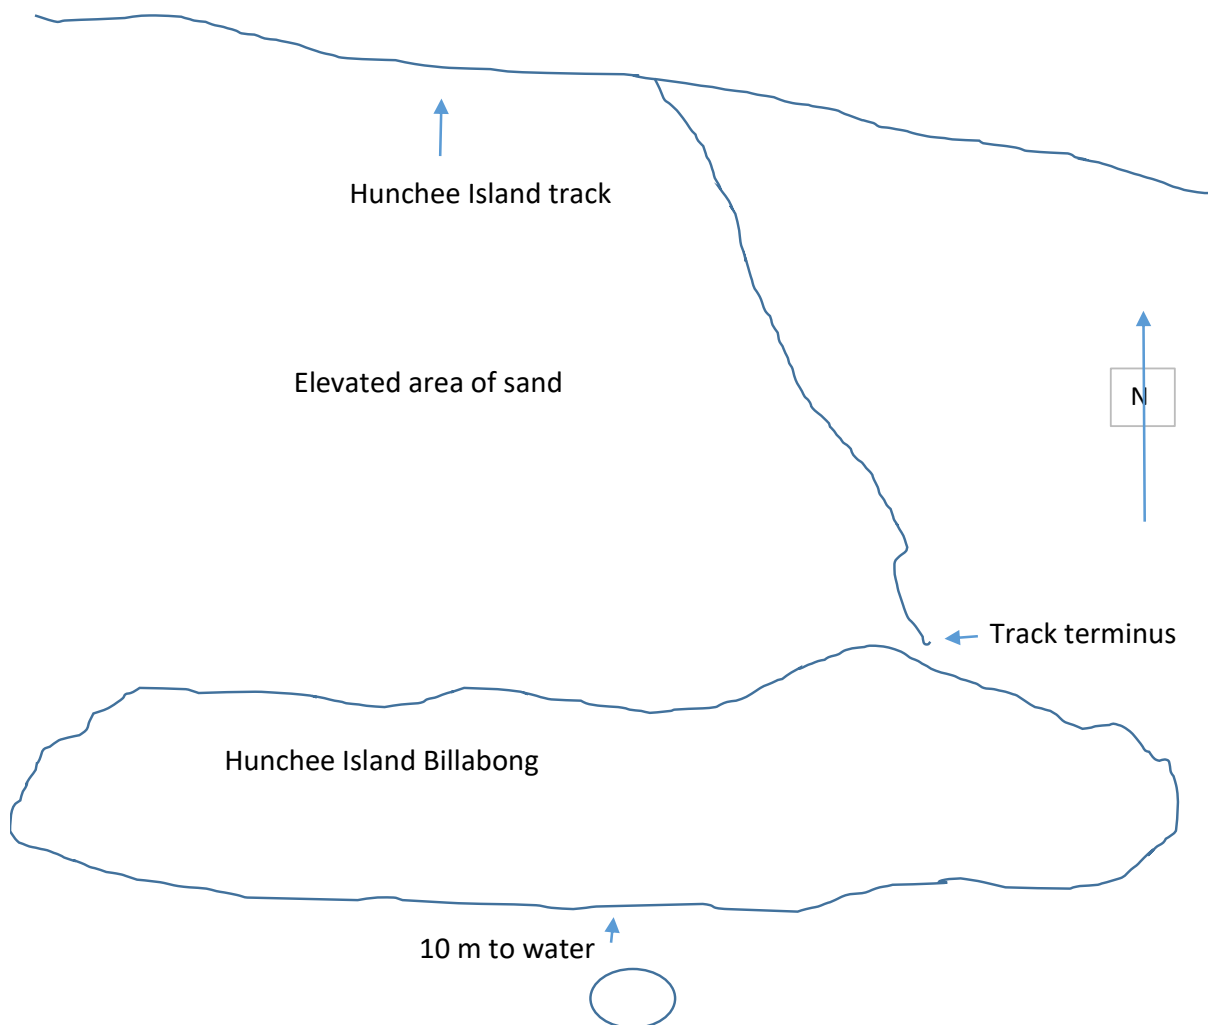 Hunchee Island track
Elevated area of sand
N
Track terminus
Hunchee Island Billabong
10 m to water